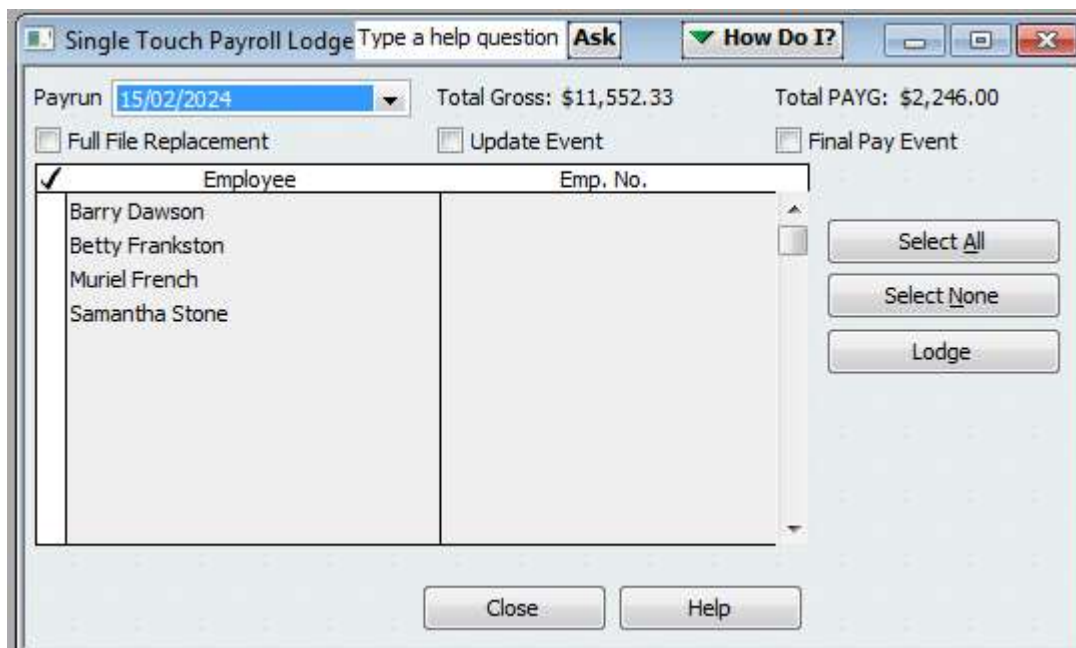 Single Touch Payroll Lodge Type a help question Ask How Do I?
Payrun 15/02/2024 Total Gross: $11,552.33 Total PAYG: $2,246.00
Full File Replacement Update Event Final Pay Event
Employee Emp. No.
Barry Dawson
Betty Frankston
Muriel French
Samantha Stone
Select All
Select None
Lodge
Close Help